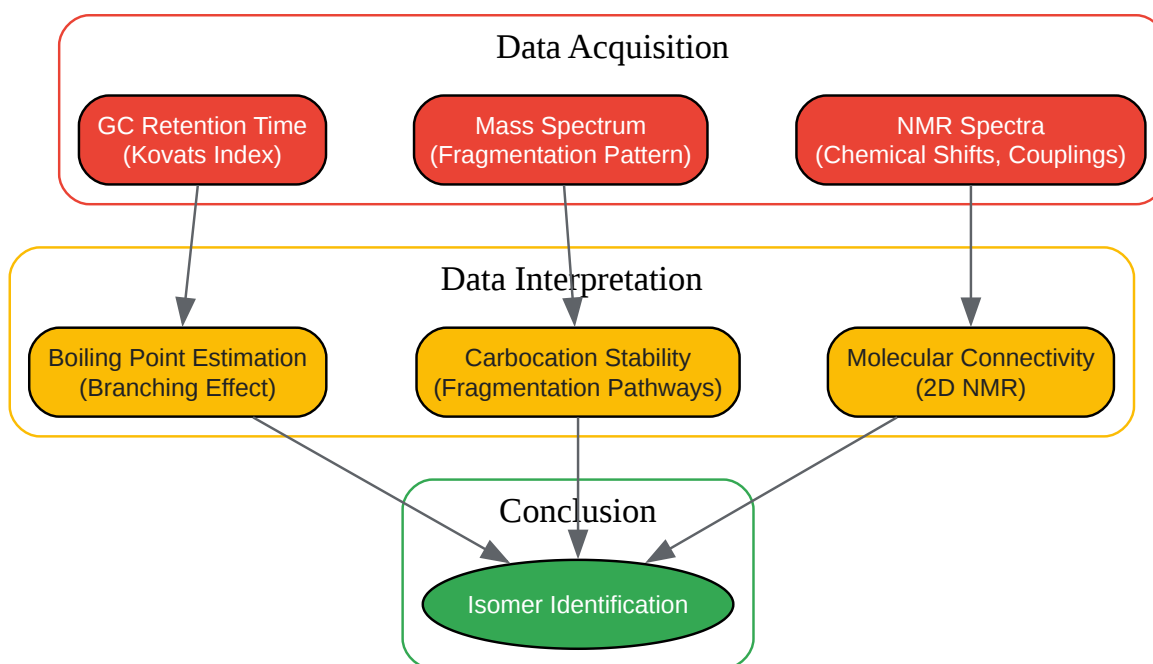 Data Acquisition
GC Retention Time
(Kovats Index)
Mass Spectrum
(Fragmentation Pattern)
NMR Spectra
(Chemical Shifts, Couplings)
Data Interpretation
Boiling Point Estimation
(Branching Effect)
Carbocation Stability
(Fragmentation Pathways)
Molecular Connectivity
(2D NMR)
Conclusion
Isomer Identification